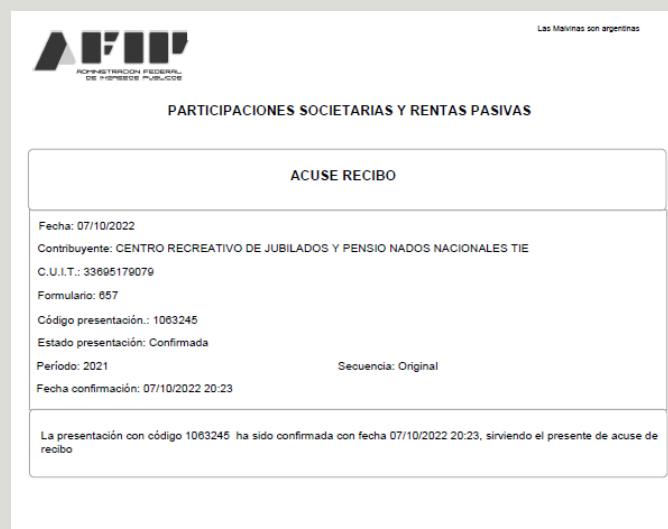 Las Malvinas son argentinas
AFIP
ADMINISTRACION FEDERAL
DE INGRESOS PUBLICOS
PARTICIPACIONES SOCIETARIAS Y RENTAS PASIVAS
ACUSE RECIBO
Fecha: 07/10/2022
Contribuyente: CENTRO RECREATIVO DE JUBILADOS Y PENSIO NADOS NACIONALES TIE
C.U.I.T.: 33695179079
Formulario: 657
Código presentación.: 1063245
Estado presentación: Confirmada
Período: 2021 Secuencia: Original
Fecha confirmación: 07/10/2022 20:23
La presentación con código 1063245 ha sido confirmada con fecha 07/10/2022 20:23, sirviendo el presente de acuse de
recibo